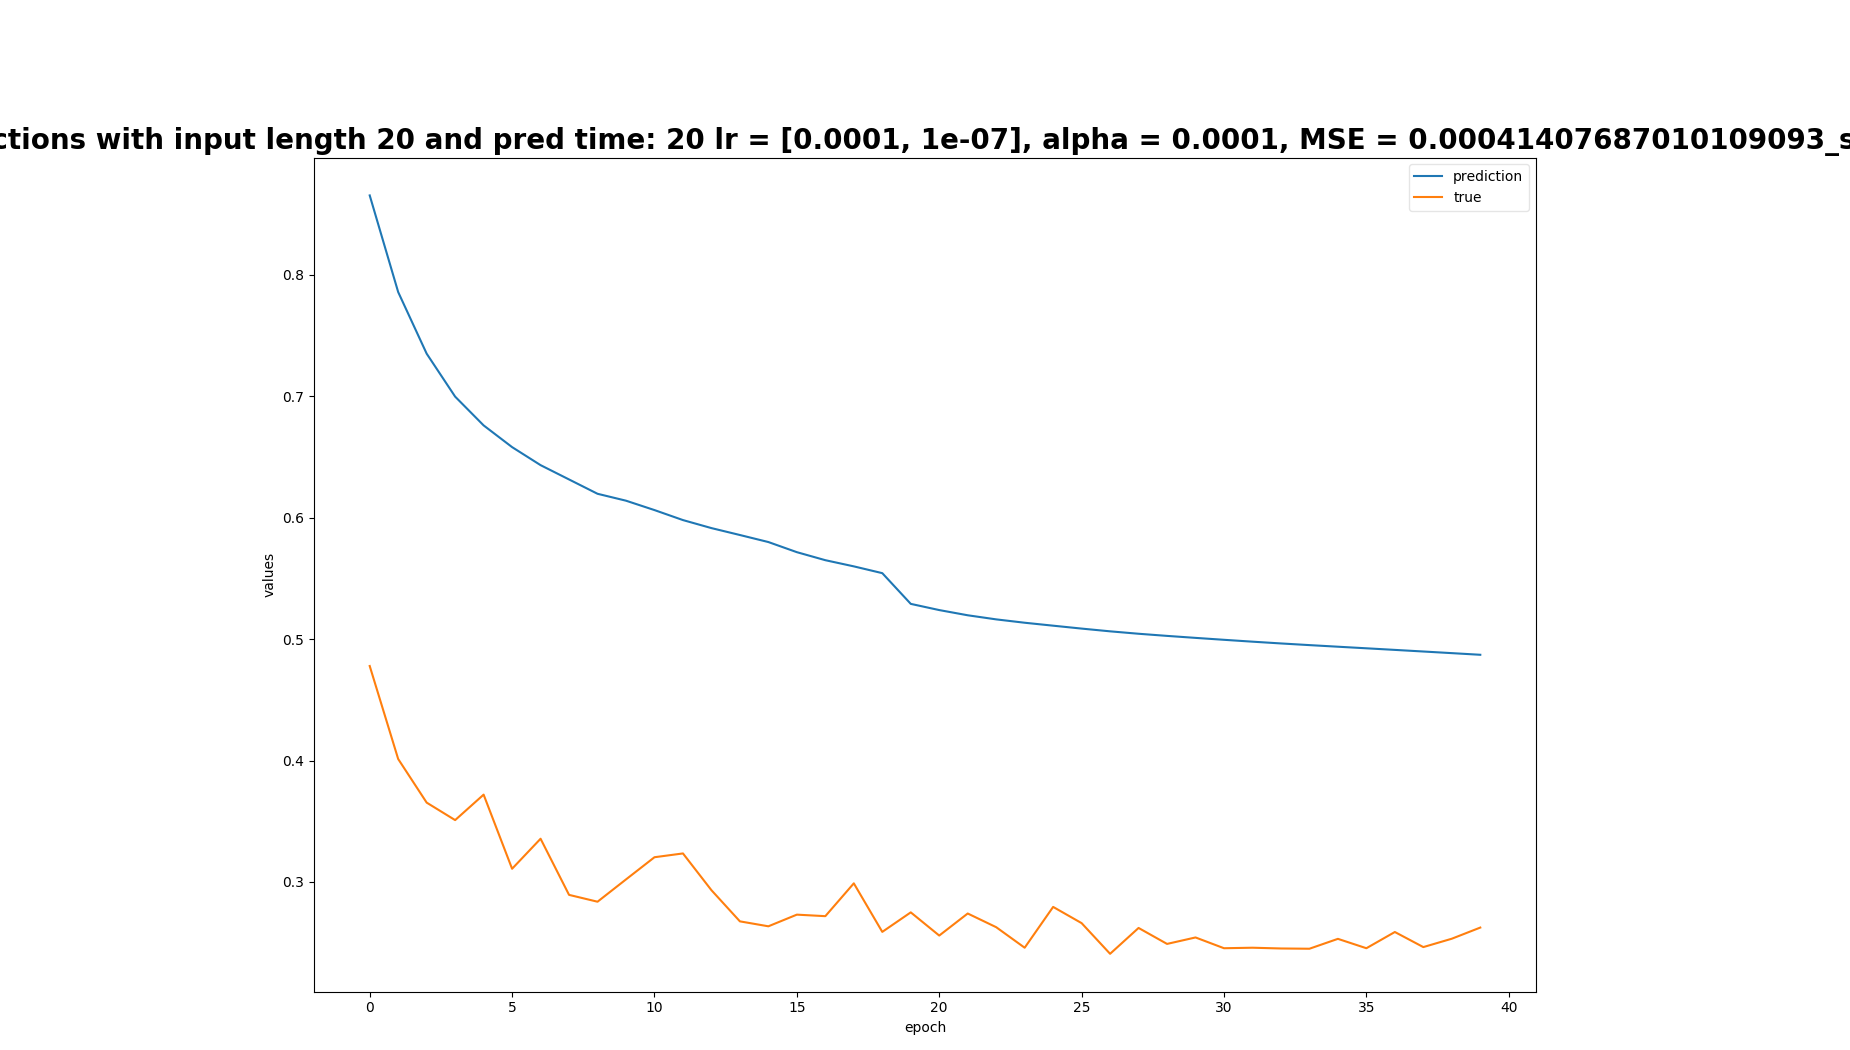 ctions with input length 20 and pred time: 20 lr = [0.0001, 1e-07], alpha = 0.0001, MSE = 0.00041407687010109093_s
prediction
true
0.8
0.7
0.6
0.5
0.4
0.3
values
0 5 10 15 20 25 30 35 40
epoch